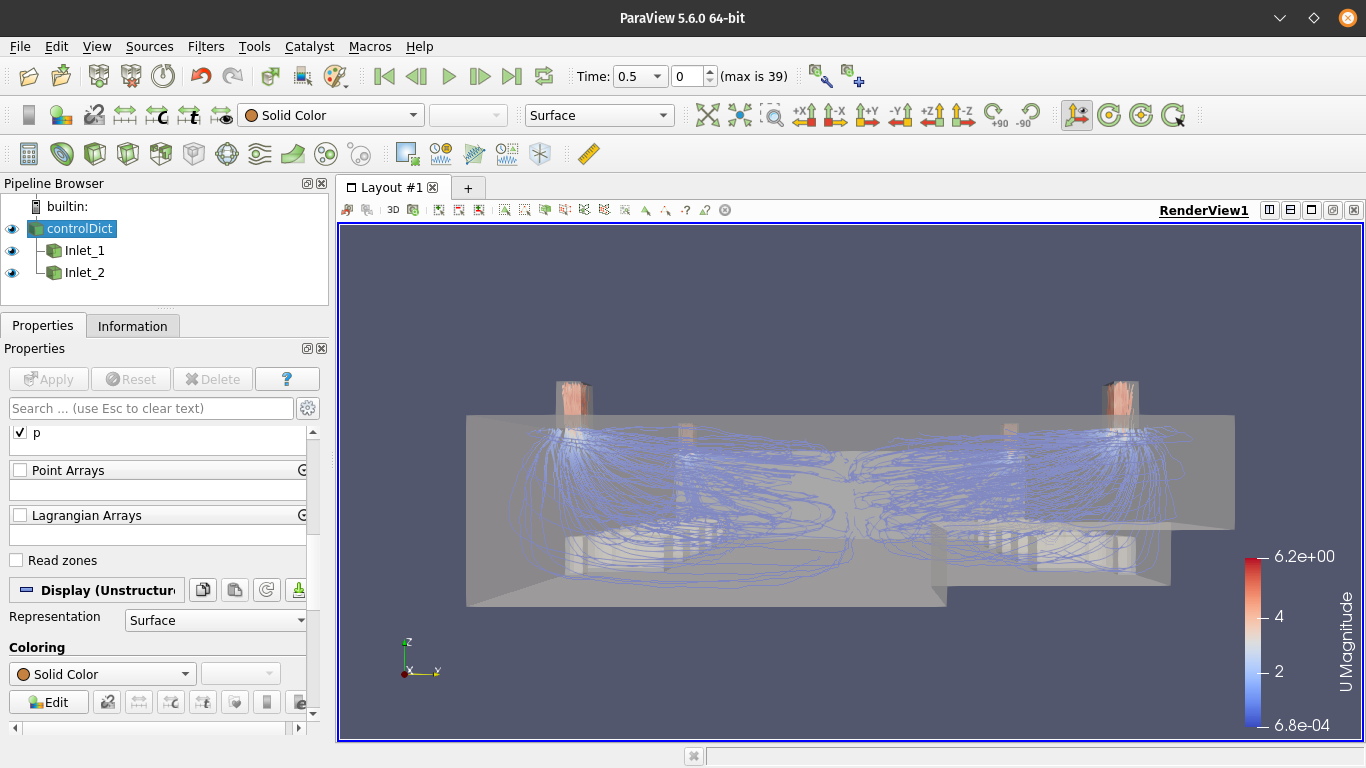 ParaView 5.6.0 64-bit
File Edit View Sources Filters Tools Catalyst Macros Help
Time: 0.5 0 (max is 39)
C t Solid Color Surface +X -X +Y -Y +Z -Z +90 -90
Pipeline Browser
builtin:
controlDict
Inlet_1
Inlet_2
Properties Information
Properties
Apply Reset Delete ?
Search ... (use Esc to clear text)
p
Point Arrays
Lagrangian Arrays
Read zones
Display (Unstructur
Representation Surface
Coloring
Solid Color
Edit C t e
Layout #1 +
3D ? ? RenderView1
6.2e+00
4
2
6.8e-04
U Magnitude
Z
X Y